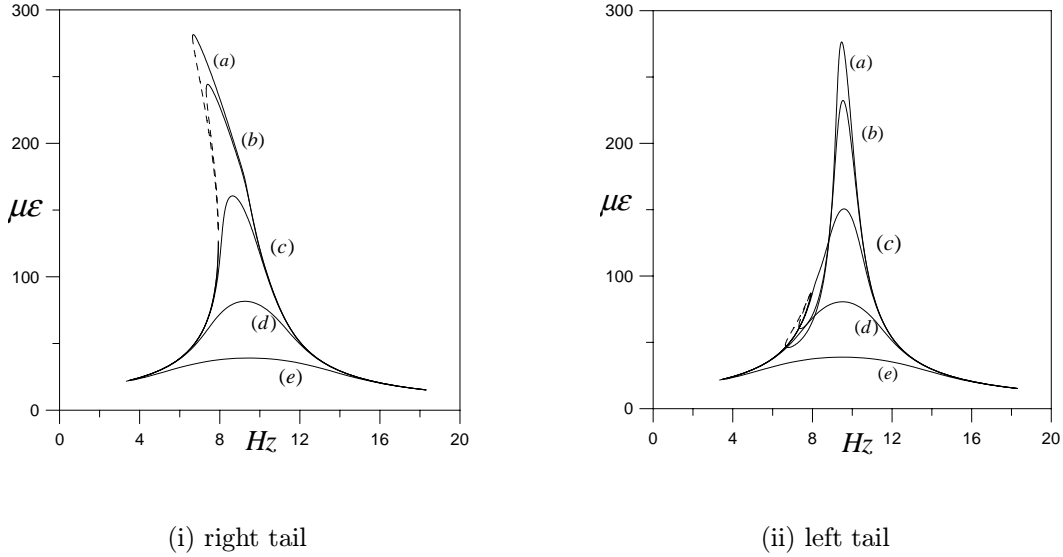 300
200
100
0
με
(a)
(b)
(c)
(d)
(e)
0 4 8 12 16 20
Hz
(i) right tail
300
200
100
0
με
(a)
(b)
(c)
(d)
(e)
0 4 8 12 16 20
Hz
(ii) left tail